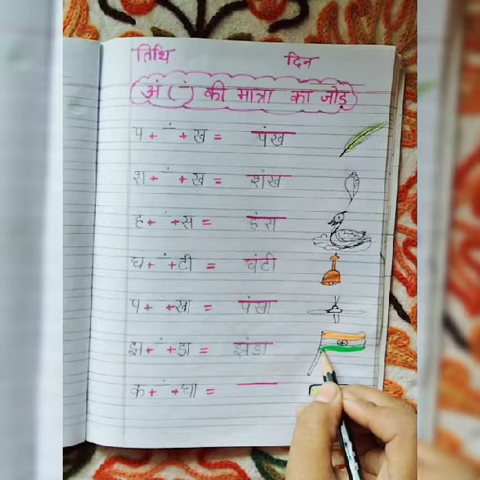 तिथि दिन
अं ( ं) की मात्रा का जोड़
प + ं + ख = पंख
श + ं + ख = शंख
ह + ं + स = हंस
घ + ं + टी = घंटी
प + ं + खा = पंखा
झ + ं + डा = झंडा
क + ं + घा =